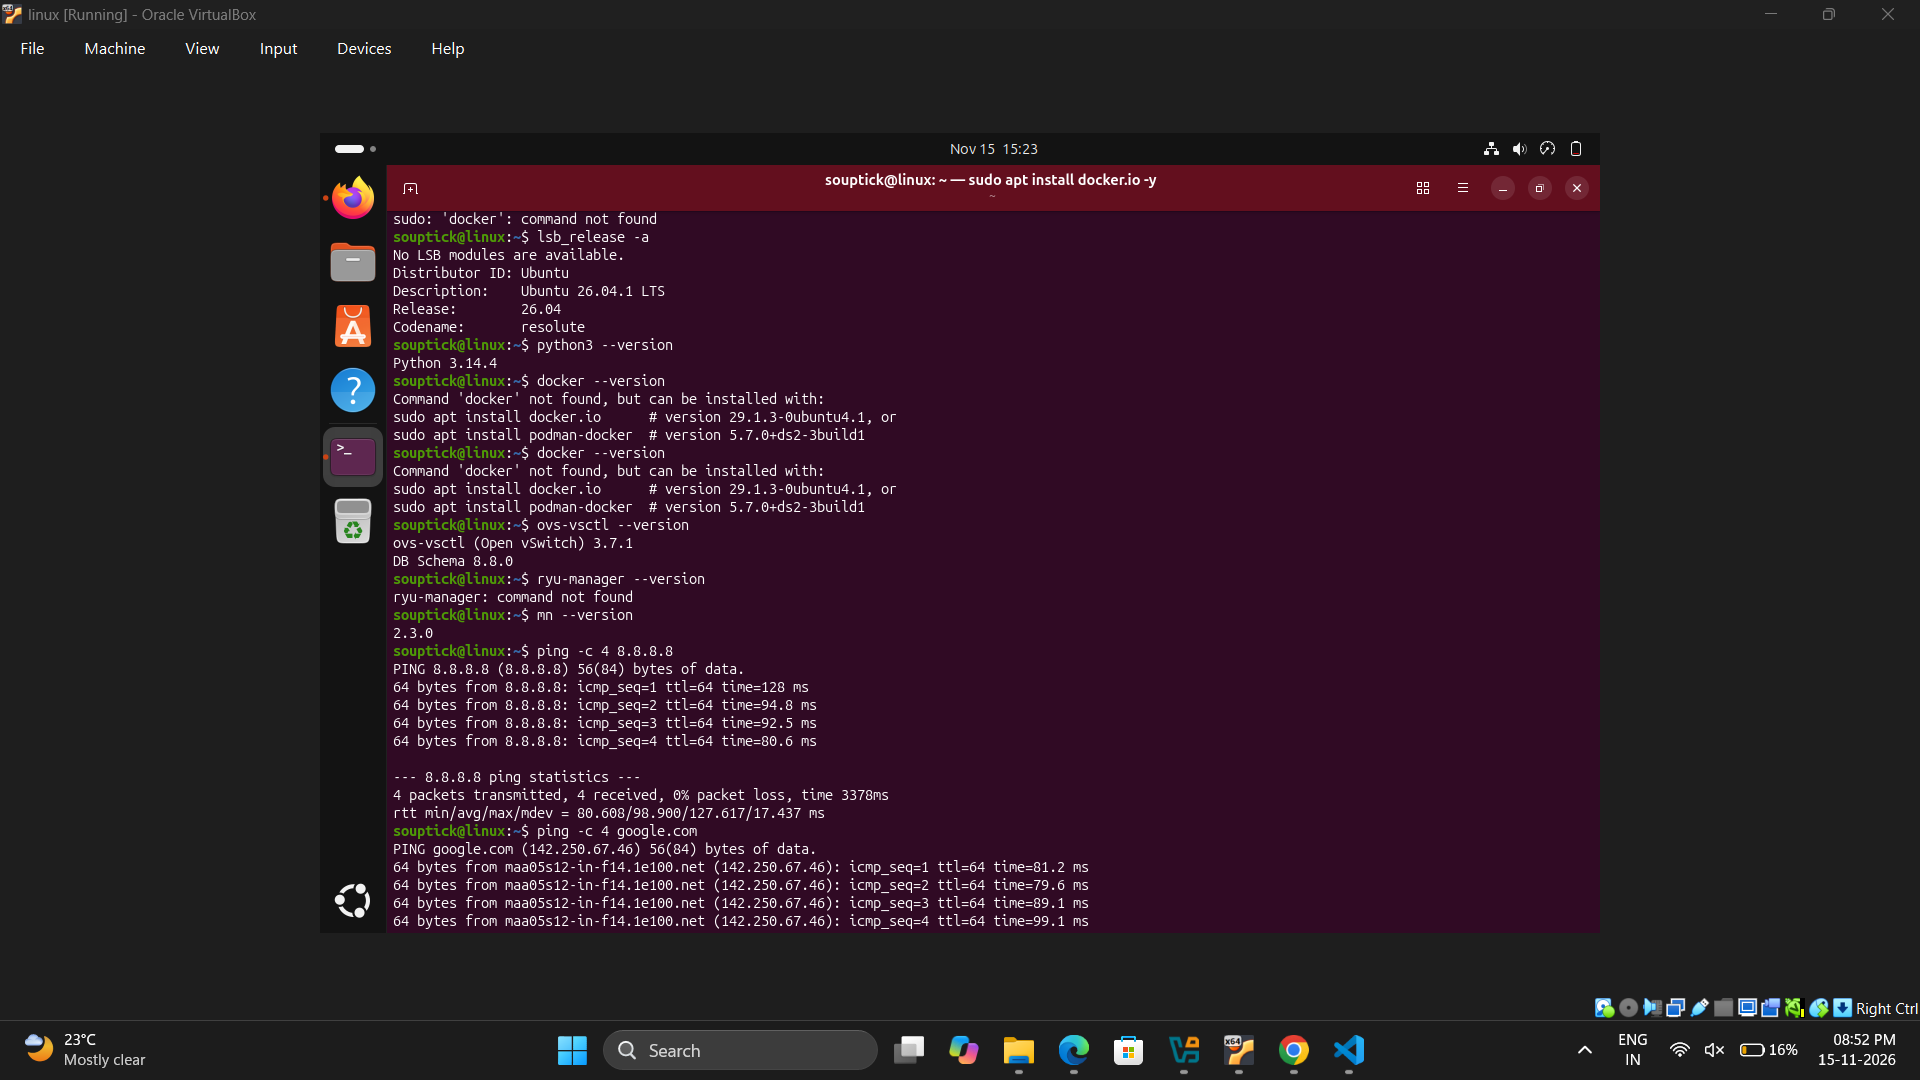 linux [Running] - Oracle VirtualBox
File Machine View Input Devices Help
Nov 15 15:23
souptick@linux: ~ — sudo apt install docker.io -y
~
sudo: 'docker': command not found
souptick@linux:~$ lsb_release -a
No LSB modules are available.
Distributor ID: Ubuntu
Description:    Ubuntu 26.04.1 LTS
Release:        26.04
Codename:       resolute
souptick@linux:~$ python3 --version
Python 3.14.4
souptick@linux:~$ docker --version
Command 'docker' not found, but can be installed with:
sudo apt install docker.io      # version 29.1.3-0ubuntu4.1, or
sudo apt install podman-docker  # version 5.7.0+ds2-3build1
souptick@linux:~$ docker --version
Command 'docker' not found, but can be installed with:
sudo apt install docker.io      # version 29.1.3-0ubuntu4.1, or
sudo apt install podman-docker  # version 5.7.0+ds2-3build1
souptick@linux:~$ ovs-vsctl --version
ovs-vsctl (Open vSwitch) 3.7.1
DB Schema 8.8.0
souptick@linux:~$ ryu-manager --version
ryu-manager: command not found
souptick@linux:~$ mn --version
2.3.0
souptick@linux:~$ ping -c 4 8.8.8.8
PING 8.8.8.8 (8.8.8.8) 56(84) bytes of data.
64 bytes from 8.8.8.8: icmp_seq=1 ttl=64 time=128 ms
64 bytes from 8.8.8.8: icmp_seq=2 ttl=64 time=94.8 ms
64 bytes from 8.8.8.8: icmp_seq=3 ttl=64 time=92.5 ms
64 bytes from 8.8.8.8: icmp_seq=4 ttl=64 time=80.6 ms
--- 8.8.8.8 ping statistics ---
4 packets transmitted, 4 received, 0% packet loss, time 3378ms
rtt min/avg/max/mdev = 80.608/98.900/127.617/17.437 ms
souptick@linux:~$ ping -c 4 google.com
PING google.com (142.250.67.46) 56(84) bytes of data.
64 bytes from maa05s12-in-f14.1e100.net (142.250.67.46): icmp_seq=1 ttl=64 time=81.2 ms
64 bytes from maa05s12-in-f14.1e100.net (142.250.67.46): icmp_seq=2 ttl=64 time=79.6 ms
64 bytes from maa05s12-in-f14.1e100.net (142.250.67.46): icmp_seq=3 ttl=64 time=89.1 ms
64 bytes from maa05s12-in-f14.1e100.net (142.250.67.46): icmp_seq=4 ttl=64 time=99.1 ms
Right Ctrl
23°C
Mostly clear
Search
x64
ENG
IN
16%
08:52 PM
15-11-2026